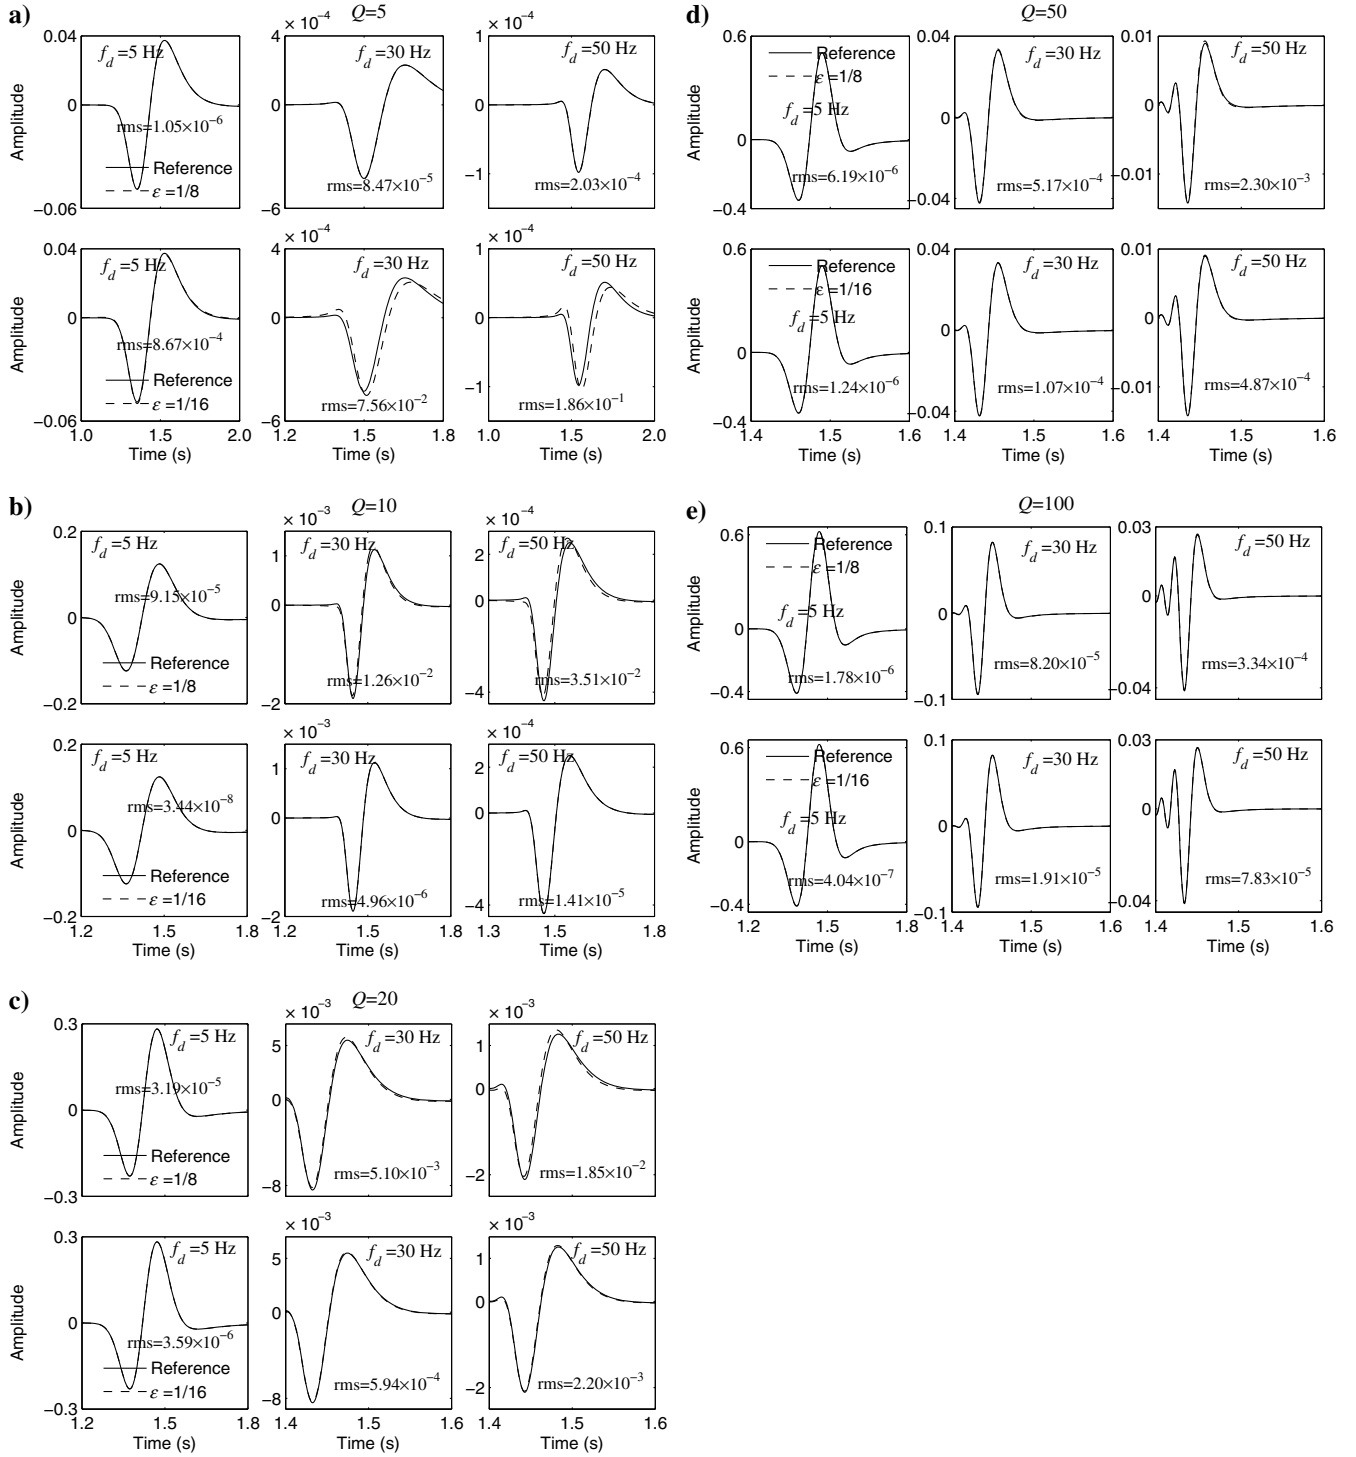 a)
Q=5
× 10−4
× 10−4
0.04
0
−0.06
Amplitude
f_d=5 Hz
rms=1.05×10−6
Reference
ε =1/8
4
0
−6
f_d=30 Hz
rms=8.47×10−5
1
0
−1
f_d=50 Hz
rms=2.03×10−4
× 10−4
× 10−4
0.04
0
−0.06
Amplitude
f_d=5 Hz
rms=8.67×10−4
Reference
ε =1/16
4
0
−6
f_d=30 Hz
rms=7.56×10−2
1
0
−1
f_d=50 Hz
rms=1.86×10−1
1.0 1.5 2.0
1.2 1.5 1.8
1.0 1.5 2.0
Time (s)
Time (s)
Time (s)
b)
Q=10
× 10−3
× 10−4
0.2
0
−0.2
Amplitude
f_d=5 Hz
rms=9.15×10−5
Reference
ε =1/8
1
0
−2
f_d=30 Hz
rms=1.26×10−2
2
0
−4
f_d=50 Hz
rms=3.51×10−2
× 10−3
× 10−4
0.2
0
−0.2
Amplitude
f_d=5 Hz
rms=3.44×10−8
Reference
ε =1/16
1
0
−2
f_d=30 Hz
rms=4.96×10−6
2
0
−4
f_d=50 Hz
rms=1.41×10−5
1.2 1.5 1.8
1.2 1.5 1.8
1.3 1.5 1.8
Time (s)
Time (s)
Time (s)
c)
Q=20
× 10−3
× 10−3
0.3
0
−0.3
Amplitude
f_d=5 Hz
rms=3.19×10−5
Reference
ε =1/8
5
0
−8
f_d=30 Hz
rms=5.10×10−3
1
0
−2
f_d=50 Hz
rms=1.85×10−2
× 10−3
× 10−3
0.3
0
−0.3
Amplitude
f_d=5 Hz
rms=3.59×10−6
Reference
ε =1/16
5
0
−8
f_d=30 Hz
rms=5.94×10−4
1
0
−2
f_d=50 Hz
rms=2.20×10−3
1.2 1.5 1.8
1.4 1.5 1.6
1.4 1.5 1.6
Time (s)
Time (s)
Time (s)
d)
Q=50
0.6
0
−0.4
Amplitude
Reference
ε =1/8
f_d=5 Hz
rms=6.19×10−6
0.04
0
−0.04
f_d=30 Hz
rms=5.17×10−4
0.01
0
−0.01
f_d=50 Hz
rms=2.30×10−3
0.6
0
−0.4
Amplitude
Reference
ε =1/16
f_d=5 Hz
rms=1.24×10−6
0.04
0
−0.04
f_d=30 Hz
rms=1.07×10−4
0.01
0
−0.01
f_d=50 Hz
rms=4.87×10−4
1.4 1.5 1.6
1.4 1.5 1.6
1.4 1.5 1.6
Time (s)
Time (s)
Time (s)
e)
Q=100
0.6
0
−0.4
Amplitude
Reference
ε =1/8
f_d=5 Hz
rms=1.78×10−6
0.1
0
−0.1
f_d=30 Hz
rms=8.20×10−5
0.03
0
−0.04
f_d=50 Hz
rms=3.34×10−4
0.6
0
−0.4
Amplitude
Reference
ε =1/16
f_d=5 Hz
rms=4.04×10−7
0.1
0
−0.1
f_d=30 Hz
rms=1.91×10−5
0.03
0
−0.04
f_d=50 Hz
rms=7.83×10−5
1.2 1.5 1.8
1.4 1.5 1.6
1.4 1.5 1.6
Time (s)
Time (s)
Time (s)